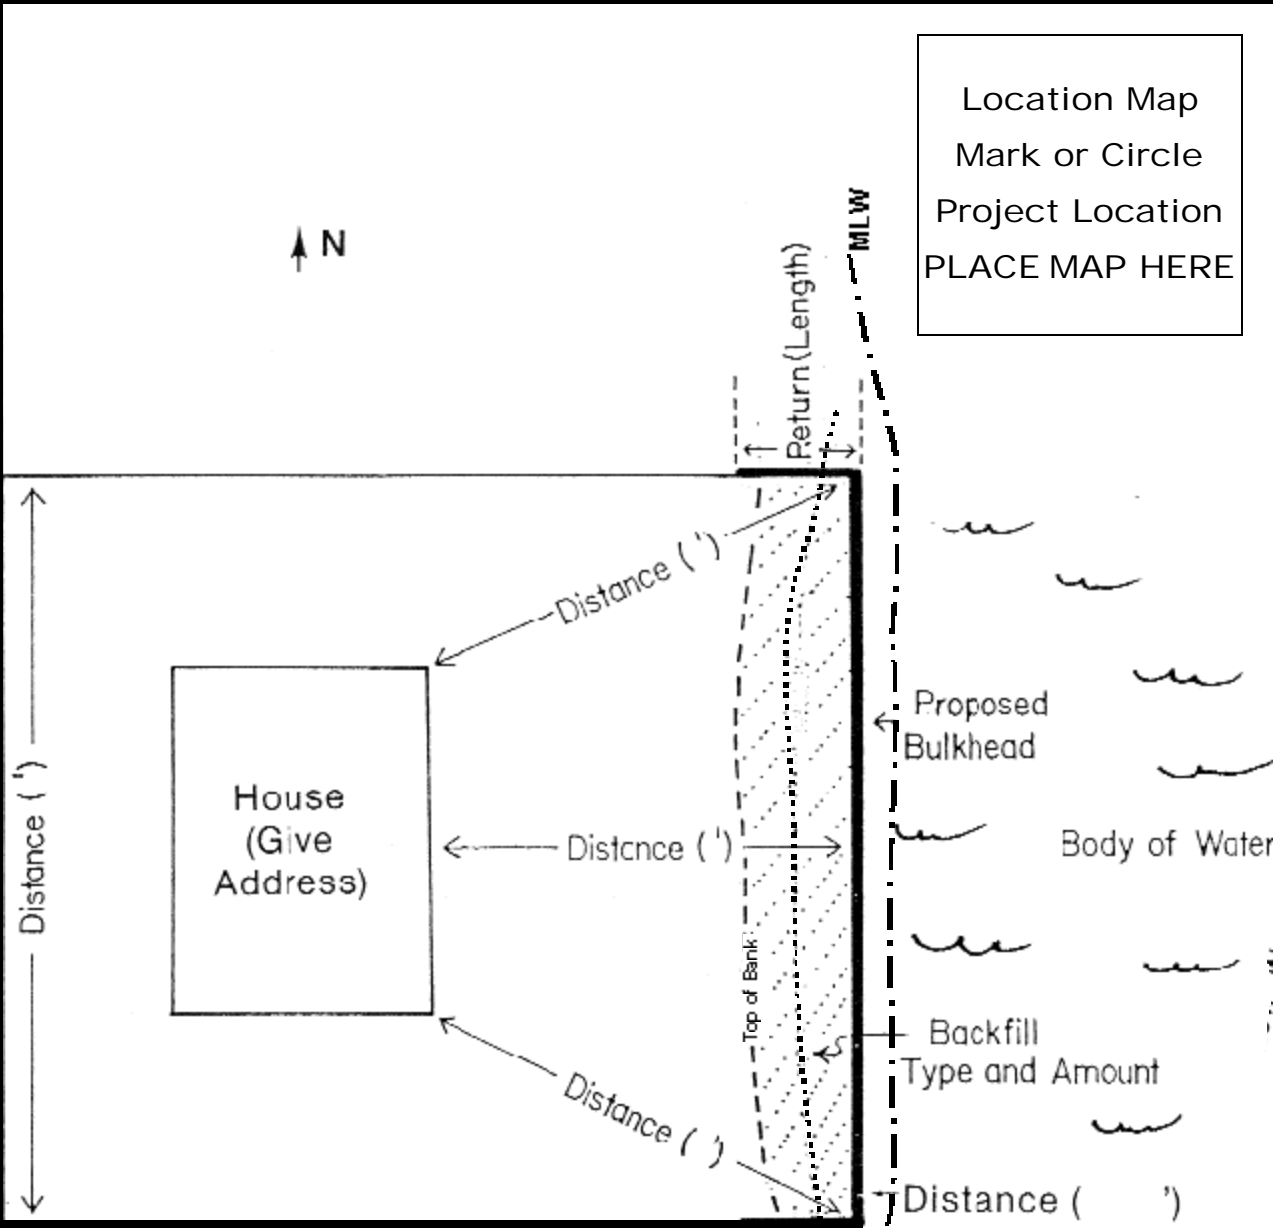 Location Map
Mark or Circle
Project Location
PLACE MAP HERE
MLW
N
Return (Length)
Distance ( ')
Distance ( ')
House
(Give
Address)
Distance ( ')
Proposed
Bulkhead
Distcnce ( ')
Body of Water
Top of Bank
Backfill
Type and Amount
Distance ( ')
Distance ( ')